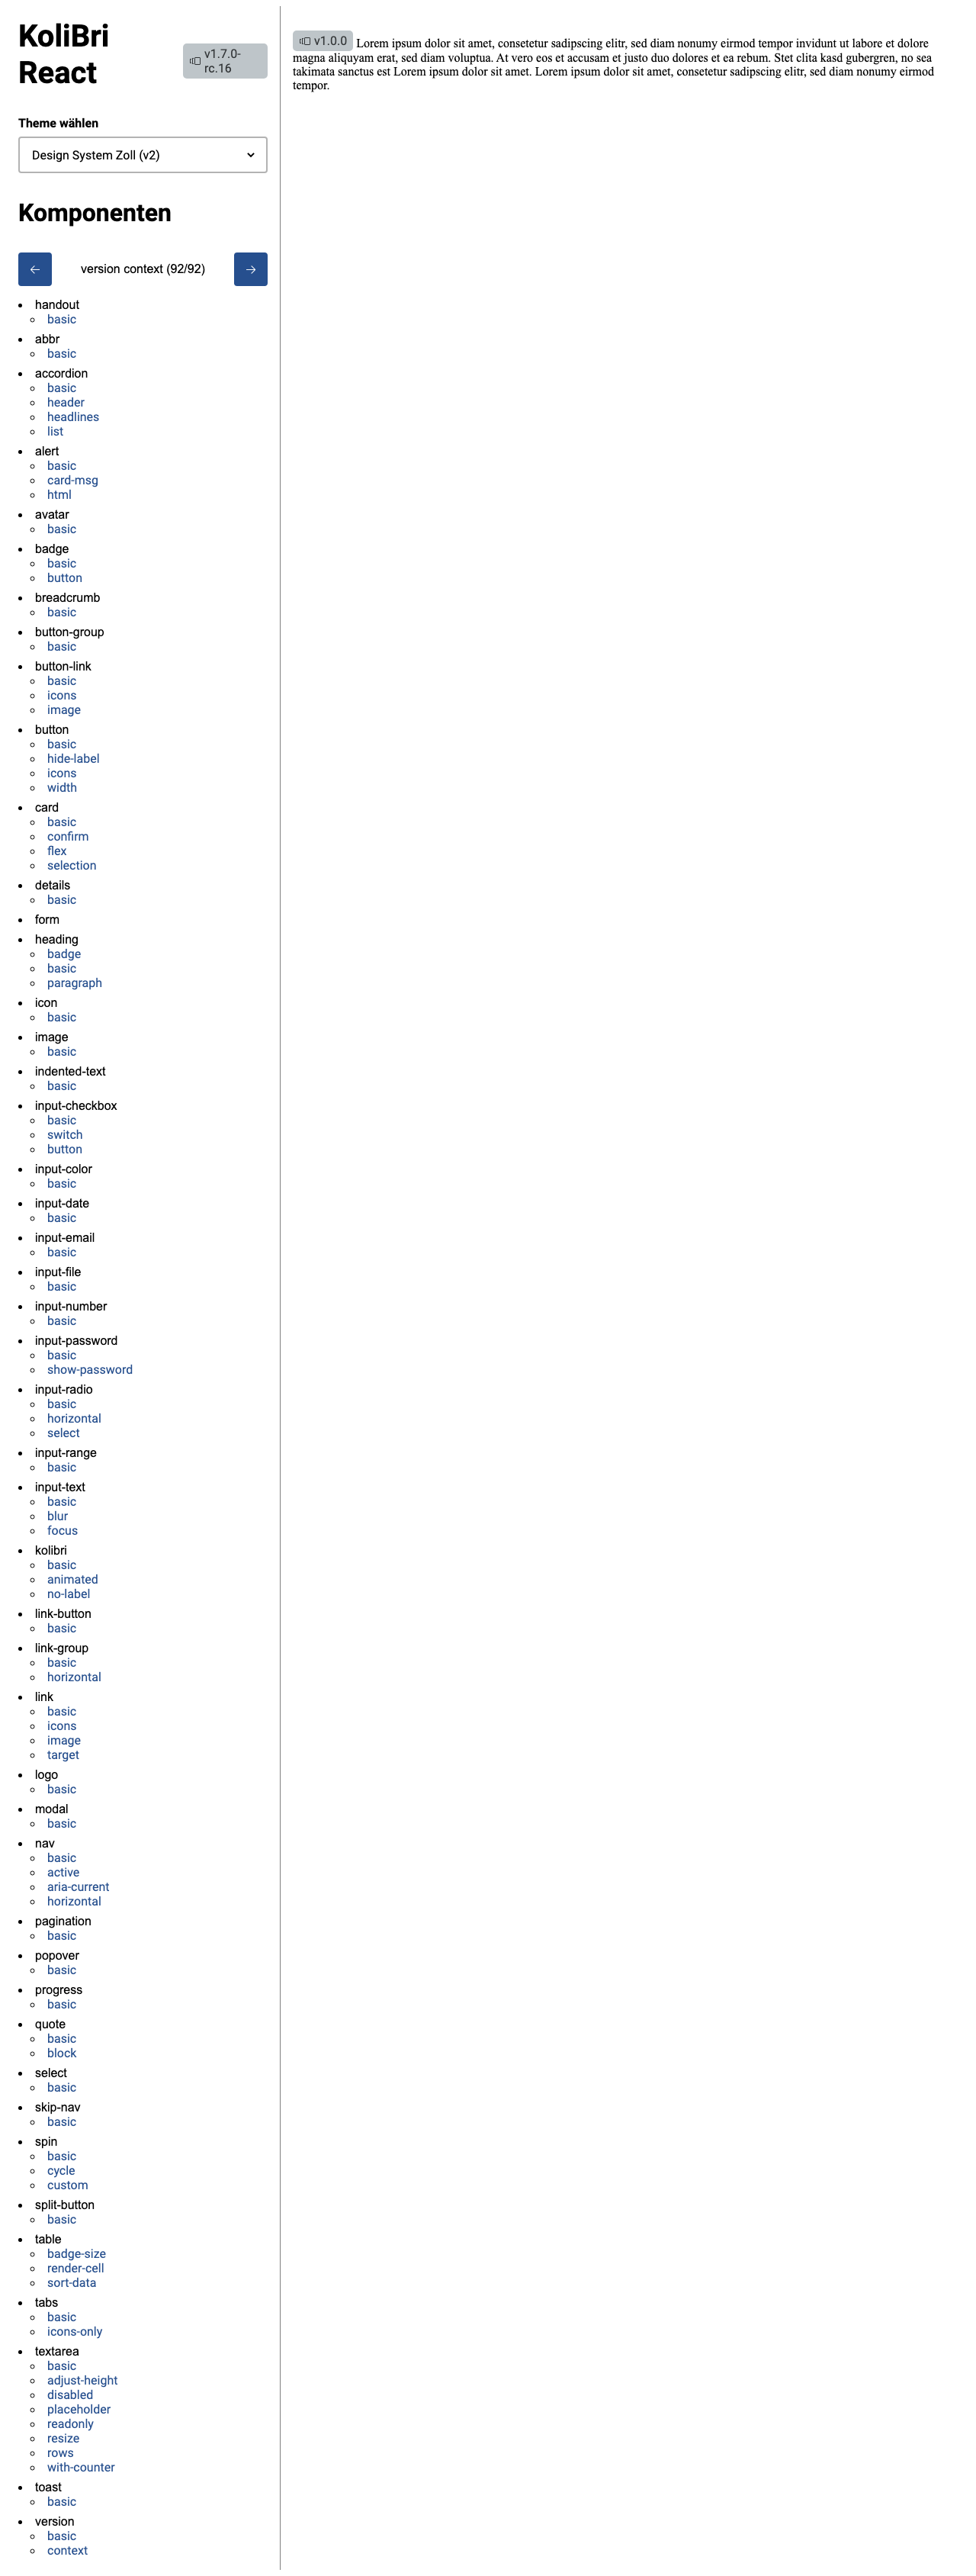 KoliBri
React
v1.7.0-
rc.16
Theme wählen
Design System Zoll (v2)
Komponenten
version context (92/92)
handout
basic
abbr
basic
accordion
basic
header
headlines
list
alert
basic
card-msg
html
avatar
basic
badge
basic
button
breadcrumb
basic
button-group
basic
button-link
basic
icons
image
button
basic
hide-label
icons
width
card
basic
confirm
flex
selection
details
basic
form
heading
badge
basic
paragraph
icon
basic
image
basic
indented-text
basic
input-checkbox
basic
switch
button
input-color
basic
input-date
basic
input-email
basic
input-file
basic
input-number
basic
input-password
basic
show-password
input-radio
basic
horizontal
select
input-range
basic
input-text
basic
blur
focus
kolibri
basic
animated
no-label
link-button
basic
link-group
basic
horizontal
link
basic
icons
image
target
logo
basic
modal
basic
nav
basic
active
aria-current
horizontal
pagination
basic
popover
basic
progress
basic
quote
basic
block
select
basic
skip-nav
basic
spin
basic
cycle
custom
split-button
basic
table
badge-size
render-cell
sort-data
tabs
basic
icons-only
textarea
basic
adjust-height
disabled
placeholder
readonly
resize
rows
with-counter
toast
basic
version
basic
context
v1.0.0 Lorem ipsum dolor sit amet, consetetur sadipscing elitr, sed diam nonumy eirmod tempor invidunt ut labore et dolore
magna aliquyam erat, sed diam voluptua. At vero eos et accusam et justo duo dolores et ea rebum. Stet clita kasd gubergren, no sea
takimata sanctus est Lorem ipsum dolor sit amet. Lorem ipsum dolor sit amet, consetetur sadipscing elitr, sed diam nonumy eirmod
tempor.